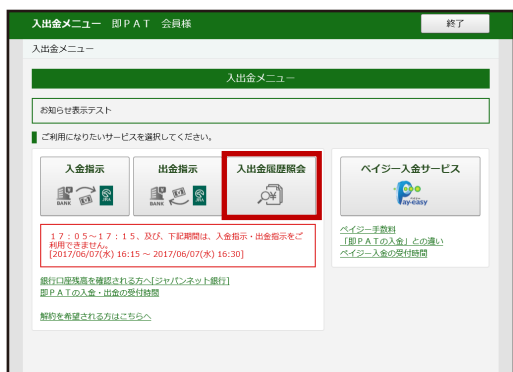 入出金メニュー 即PAT 会員様
終了
入出金メニュー
入出金メニュー
お知らせ表示テスト
ご利用になりたいサービスを選択してください。
入金指示
出金指示
入出金履歴照会
ペイジー入金サービス
BANK
JRA
BANK
JRA
¥
Pay-easy
17:05～17:15、及び、下記期間は、入金指示・出金指示をご
利用できません。
[2017/06/07(水) 16:15 ～ 2017/06/07(水) 16:30]
ペイジー手数料
「即PATの入金」との違い
ペイジー入金の受付時間
銀行口座残高を確認される方へ[ジャパンネット銀行]
即PATの入金・出金の受付時間
解約を希望される方はこちらへ